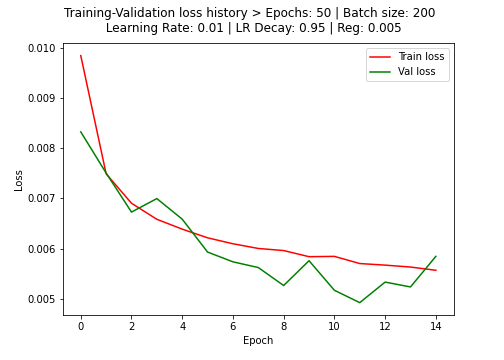 Training-Validation loss history > Epochs: 50 | Batch size: 200
Learning Rate: 0.01 | LR Decay: 0.95 | Reg: 0.005
0.010
0.009
0.008
0.007
0.006
0.005
Loss
Train loss
Val loss
0 2 4 6 8 10 12 14
Epoch